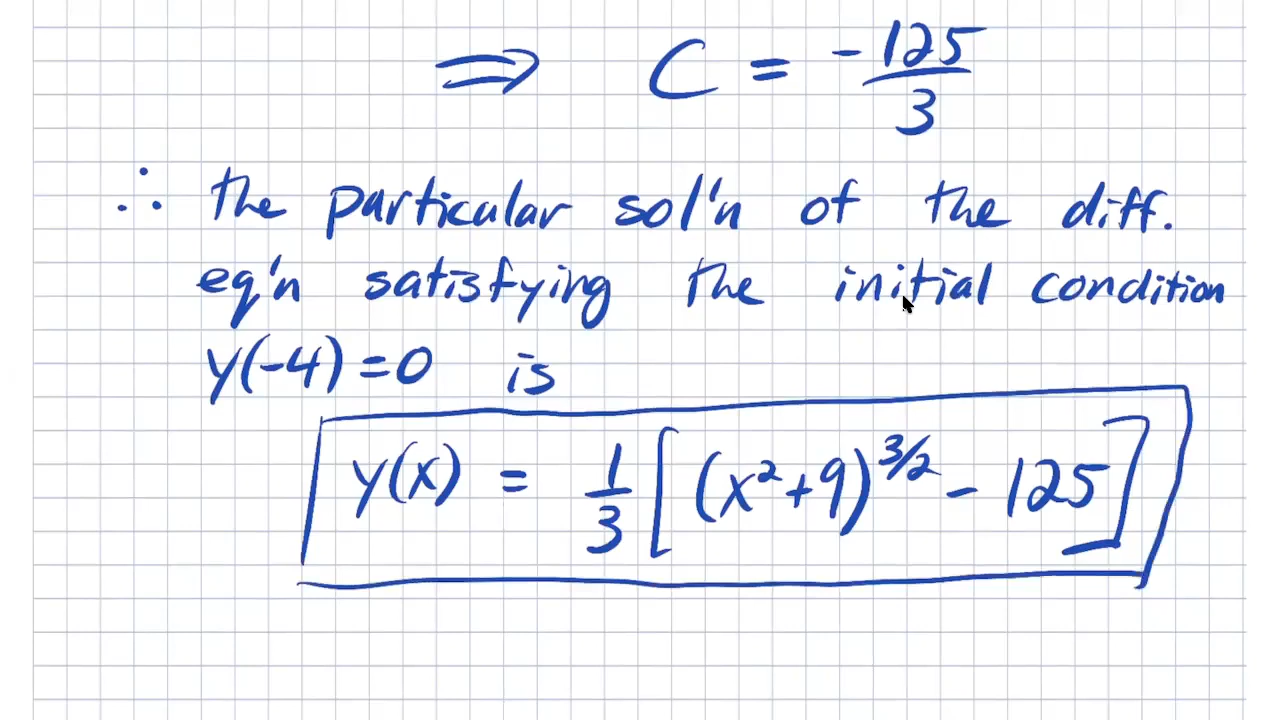 ⇒ C = -125/3
∴ the particular sol'n of the diff.
eq'n satisfying the initial condition
y(-4)=0 is
y(x) = 1/3 [(x²+9)^3/2 - 125]